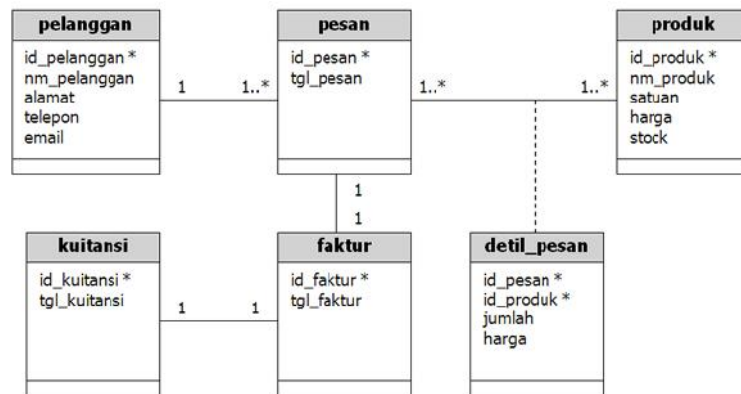 pelanggan
id_pelanggan *
nm_pelanggan
alamat
telepon
email
1
1..*
pesan
id_pesan *
tgl_pesan
1..*
1..*
produk
id_produk *
nm_produk
satuan
harga
stock
1
1
kuitansi
id_kuitansi *
tgl_kuitansi
1
1
faktur
id_faktur *
tgl_faktur
detil_pesan
id_pesan *
id_produk *
jumlah
harga